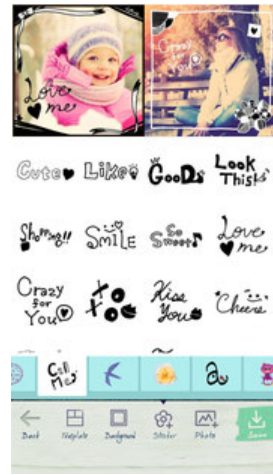 Love
me
Crazy
for
You
Cute
Like
GooD
Look
This
Shopping!!
SMiLE
So
Sweet
Love
me
Crazy
for
You
Kiss
You
Cheers
Call
Me
a
Back
Template
Background
Sticker
Photo
Save